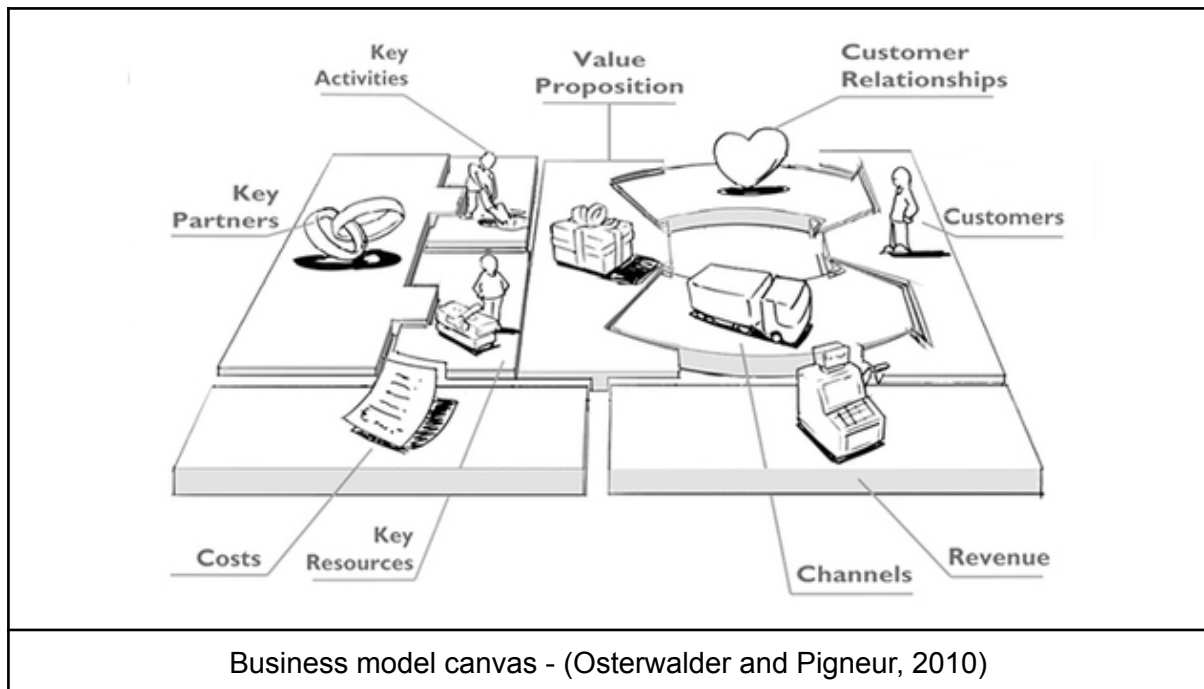 Key
Activities
Value
Proposition
Customer
Relationships
Key
Partners
Customers
Costs
Key
Resources
Channels
Revenue
Business model canvas - (Osterwalder and Pigneur, 2010)